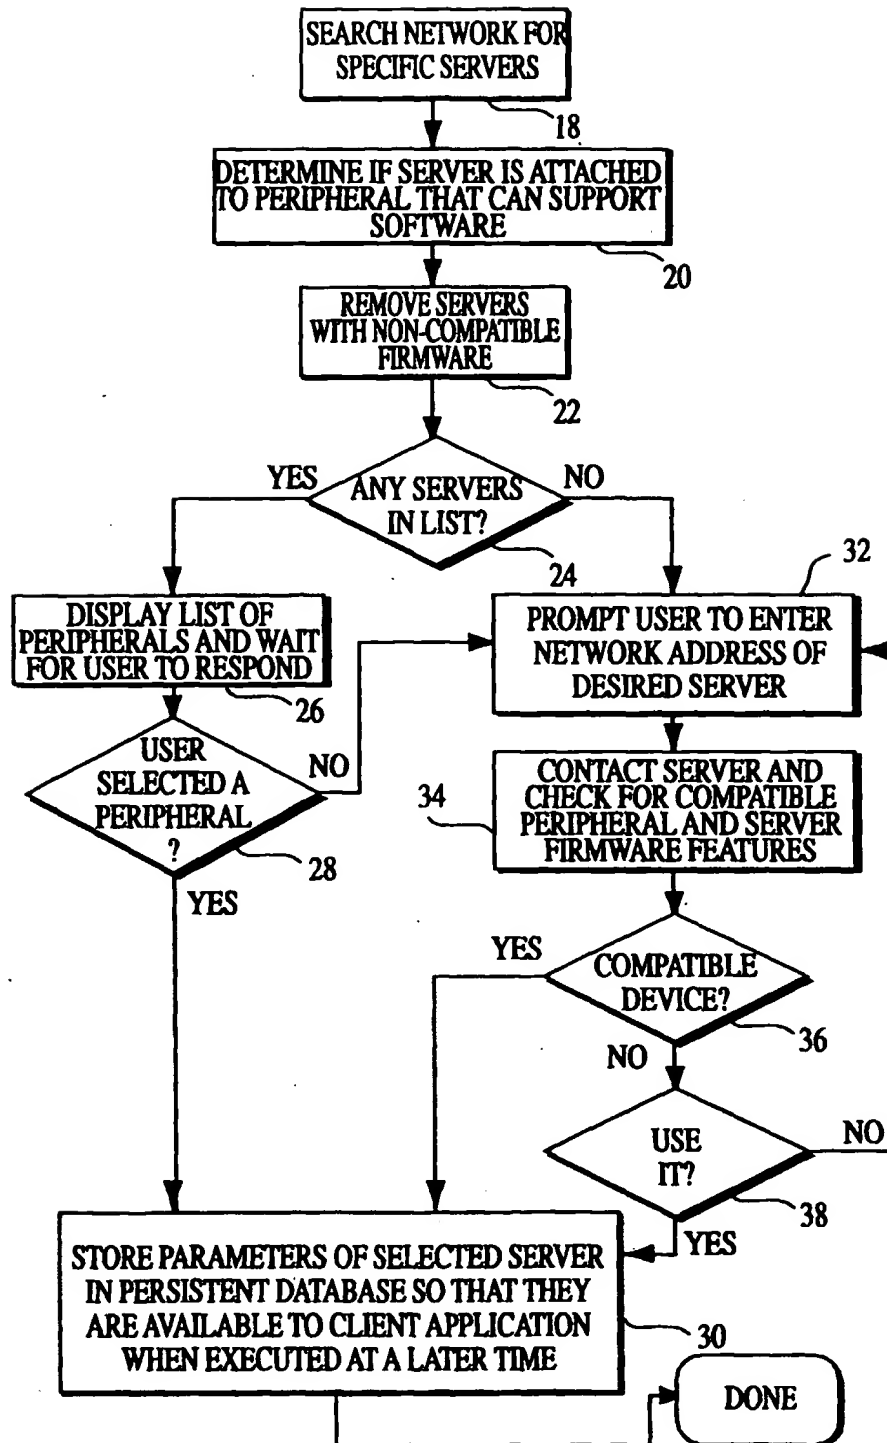 SEARCH NETWORK FOR
SPECIFIC SERVERS
18
DETERMINE IF SERVER IS ATTACHED
TO PERIPHERAL THAT CAN SUPPORT
SOFTWARE
20
REMOVE SERVERS
WITH NON-COMPATIBLE
FIRMWARE
22
YES
ANY SERVERS
IN LIST?
NO
24
32
DISPLAY LIST OF
PERIPHERALS AND WAIT
FOR USER TO RESPOND
26
PROMPT USER TO ENTER
NETWORK ADDRESS OF
DESIRED SERVER
USER
SELECTED A
PERIPHERAL
?
NO
28
YES
34
CONTACT SERVER AND
CHECK FOR COMPATIBLE
PERIPHERAL AND SERVER
FIRMWARE FEATURES
YES
COMPATIBLE
DEVICE?
36
NO
USE
IT?
NO
38
YES
STORE PARAMETERS OF SELECTED SERVER
IN PERSISTENT DATABASE SO THAT THEY
ARE AVAILABLE TO CLIENT APPLICATION
WHEN EXECUTED AT A LATER TIME
30
DONE